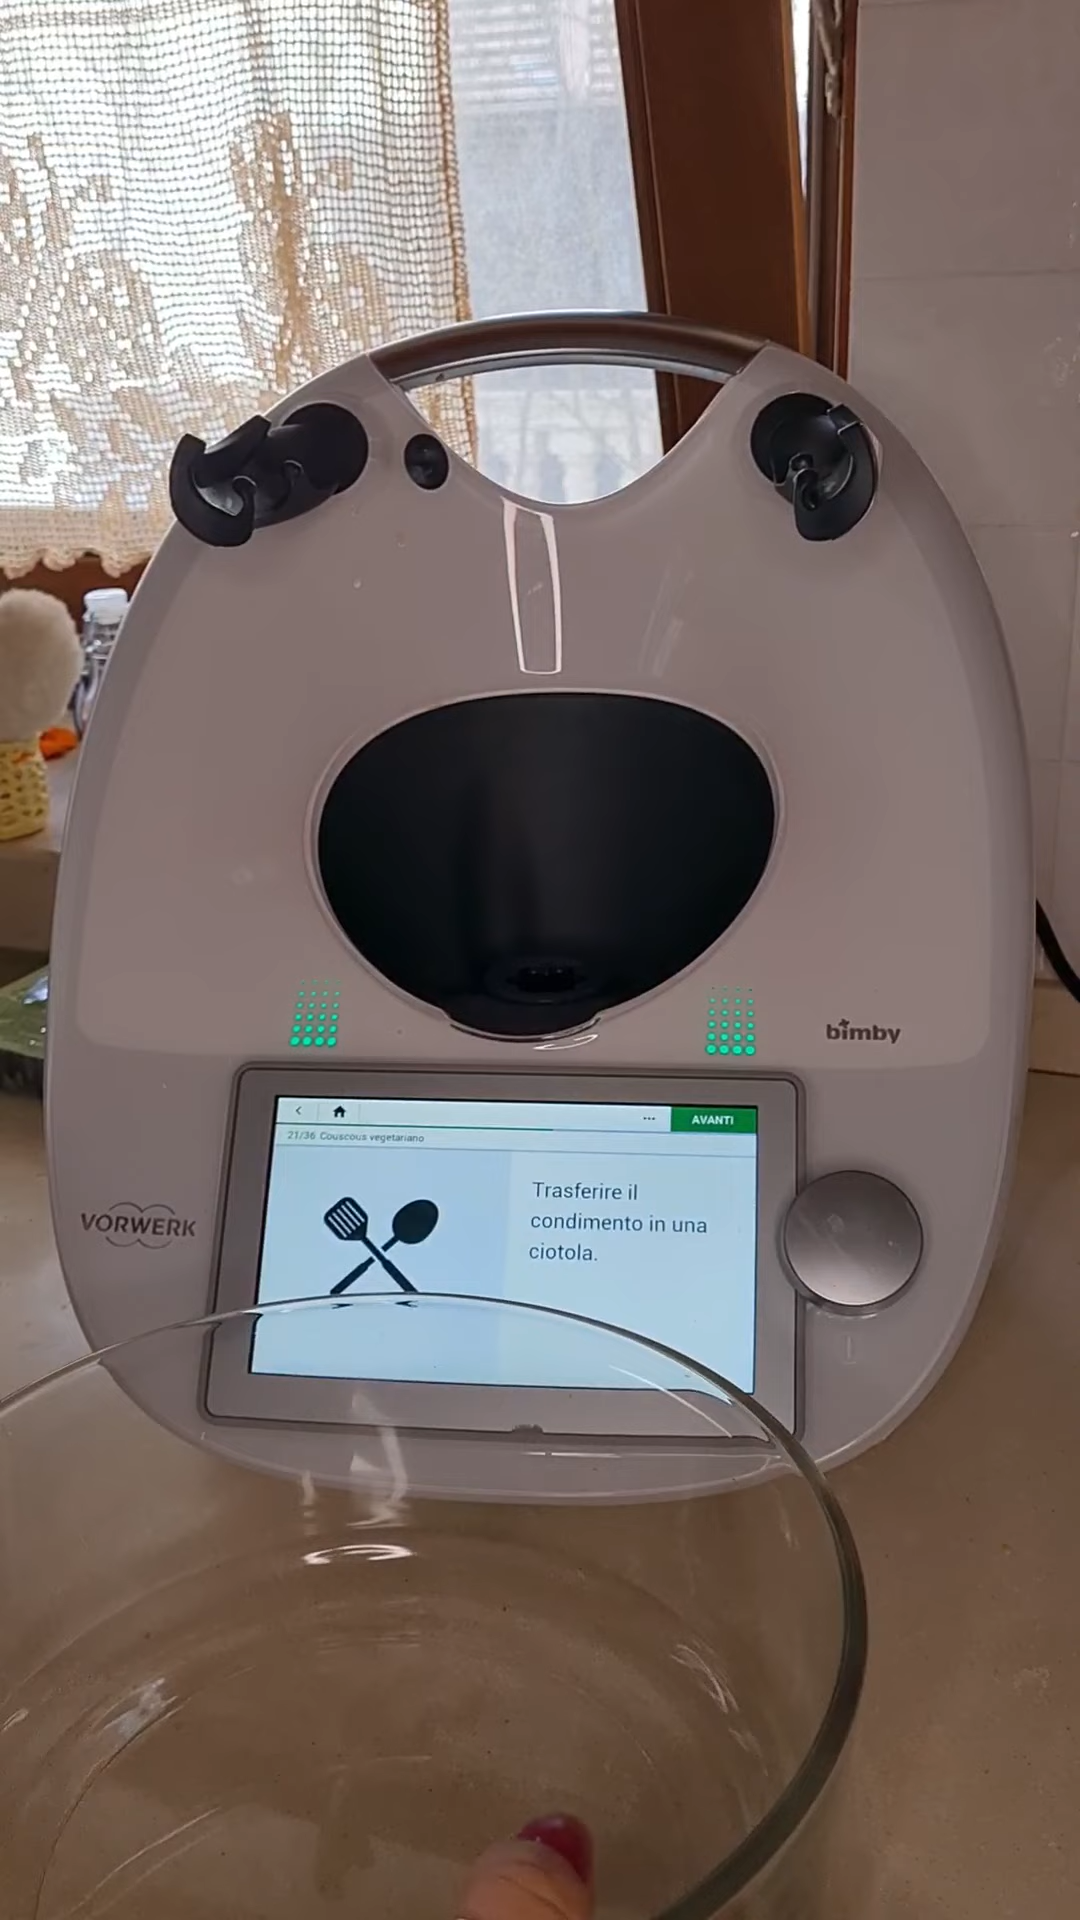 bimby
AVANTI
21/36 Couscous vegetariano
Trasferire il
condimento in una
ciotola.
VORWERK